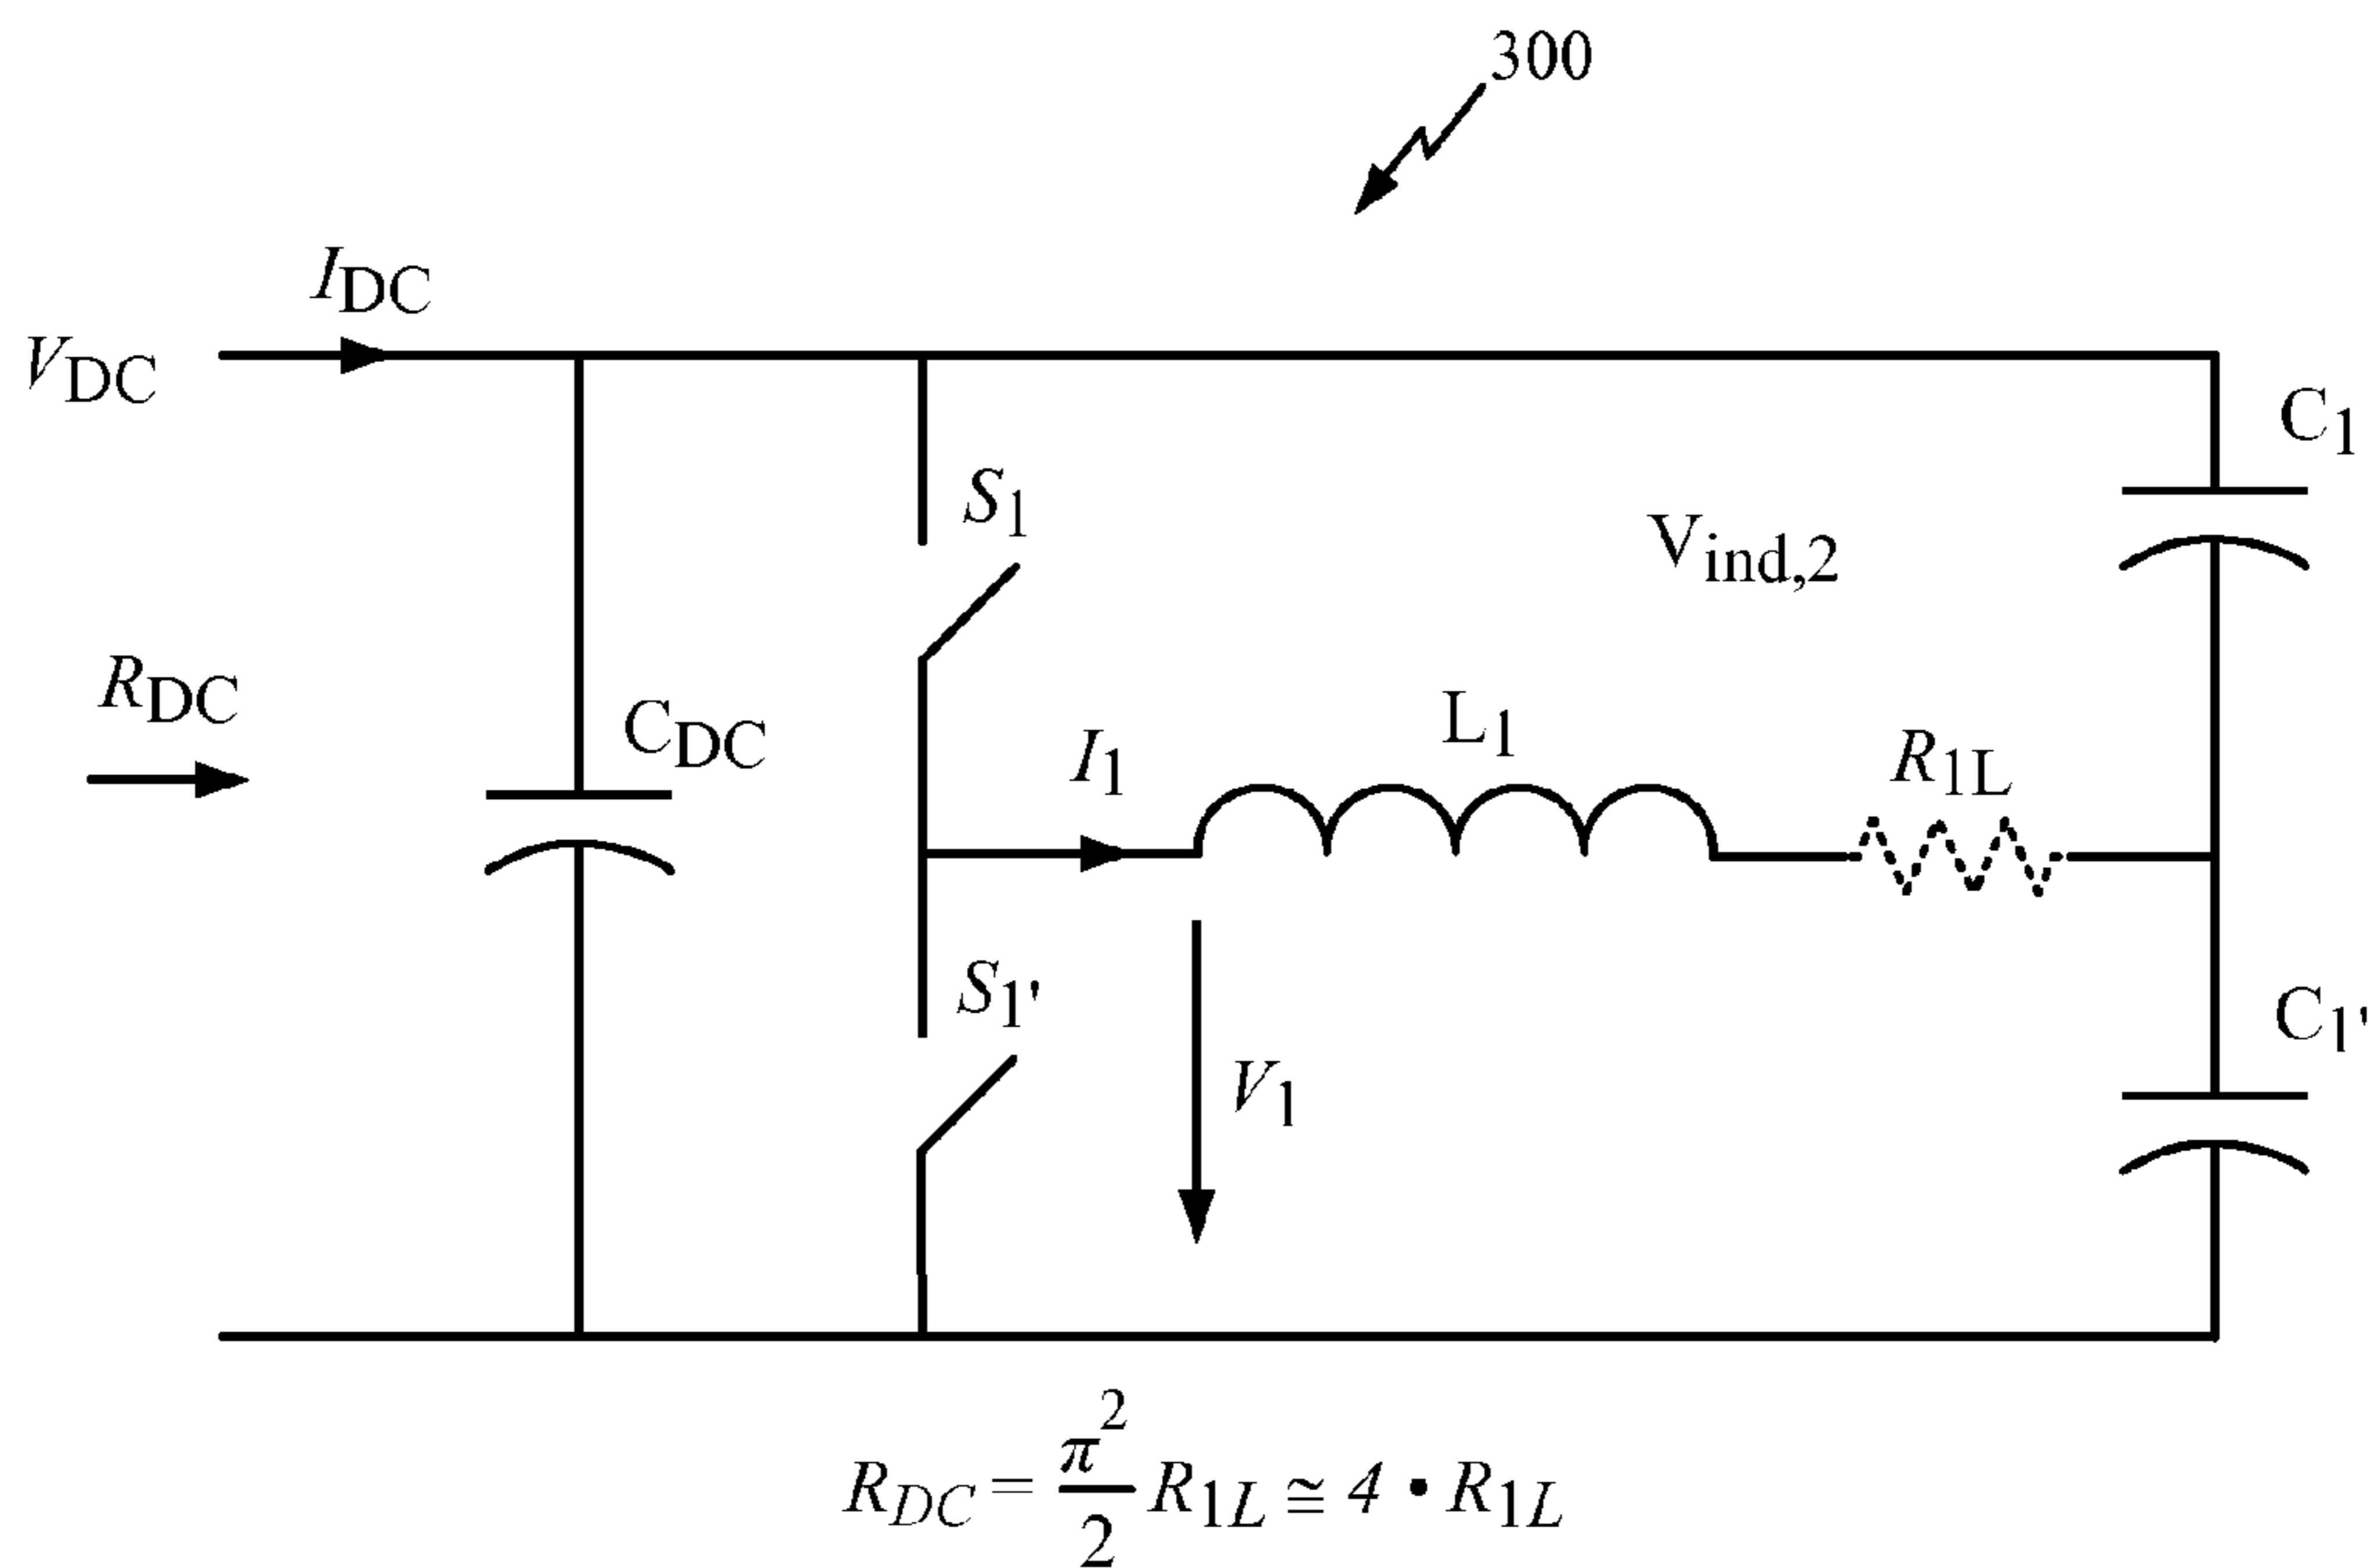 300
I_DC
V_DC
C_1
S_1
V_ind,2
R_DC
C_DC
I_1
L_1
R_1L
S_1'
C_1'
V_1
R_DC = π^2/2 R_1L ≅ 4 • R_1L